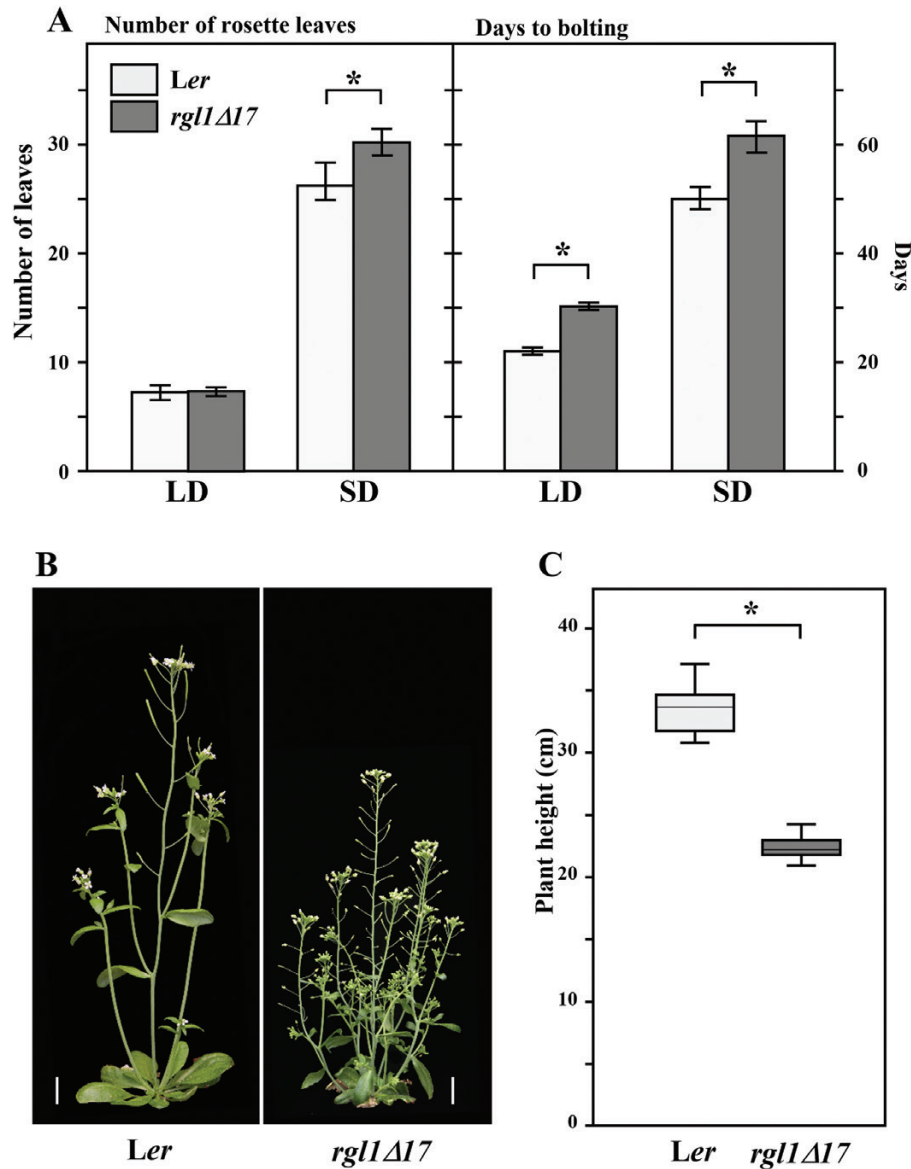 A
Number of rosette leaves
Days to bolting
Ler
rgl1Δ17
*
*
*
*
30
20
10
0
Number of leaves
60
40
20
0
Days
LD
SD
LD
SD
B
Ler
rgl1Δ17
C
*
40
30
20
10
0
Plant height (cm)
Ler
rgl1Δ17